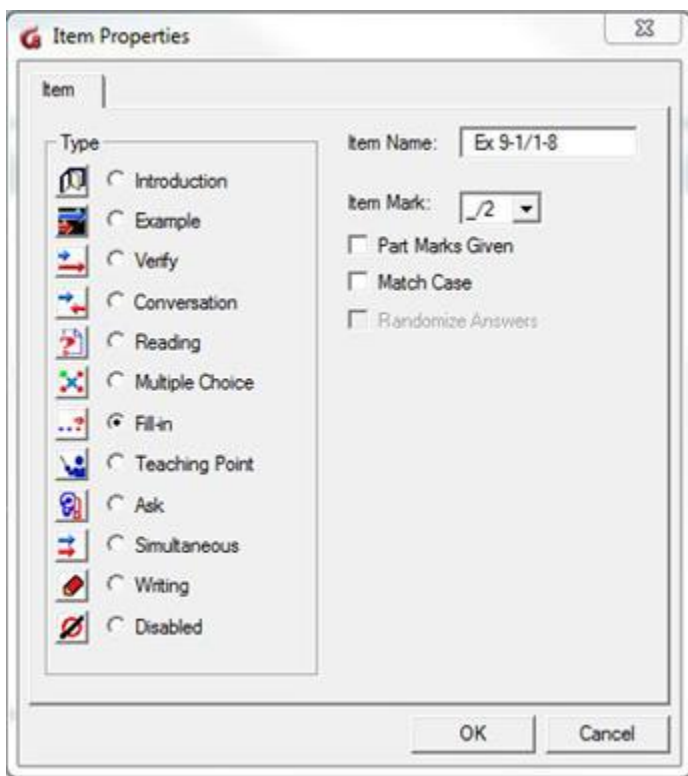 Item Properties
Item
Type
Introduction
Example
Verify
Conversation
Reading
Multiple Choice
Fill-in
Teaching Point
Ask
Simultaneous
Writing
Disabled
Item Name: Ex 9-1/1-8
Item Mark: _/2
Part Marks Given
Match Case
Randomize Answers
OK Cancel